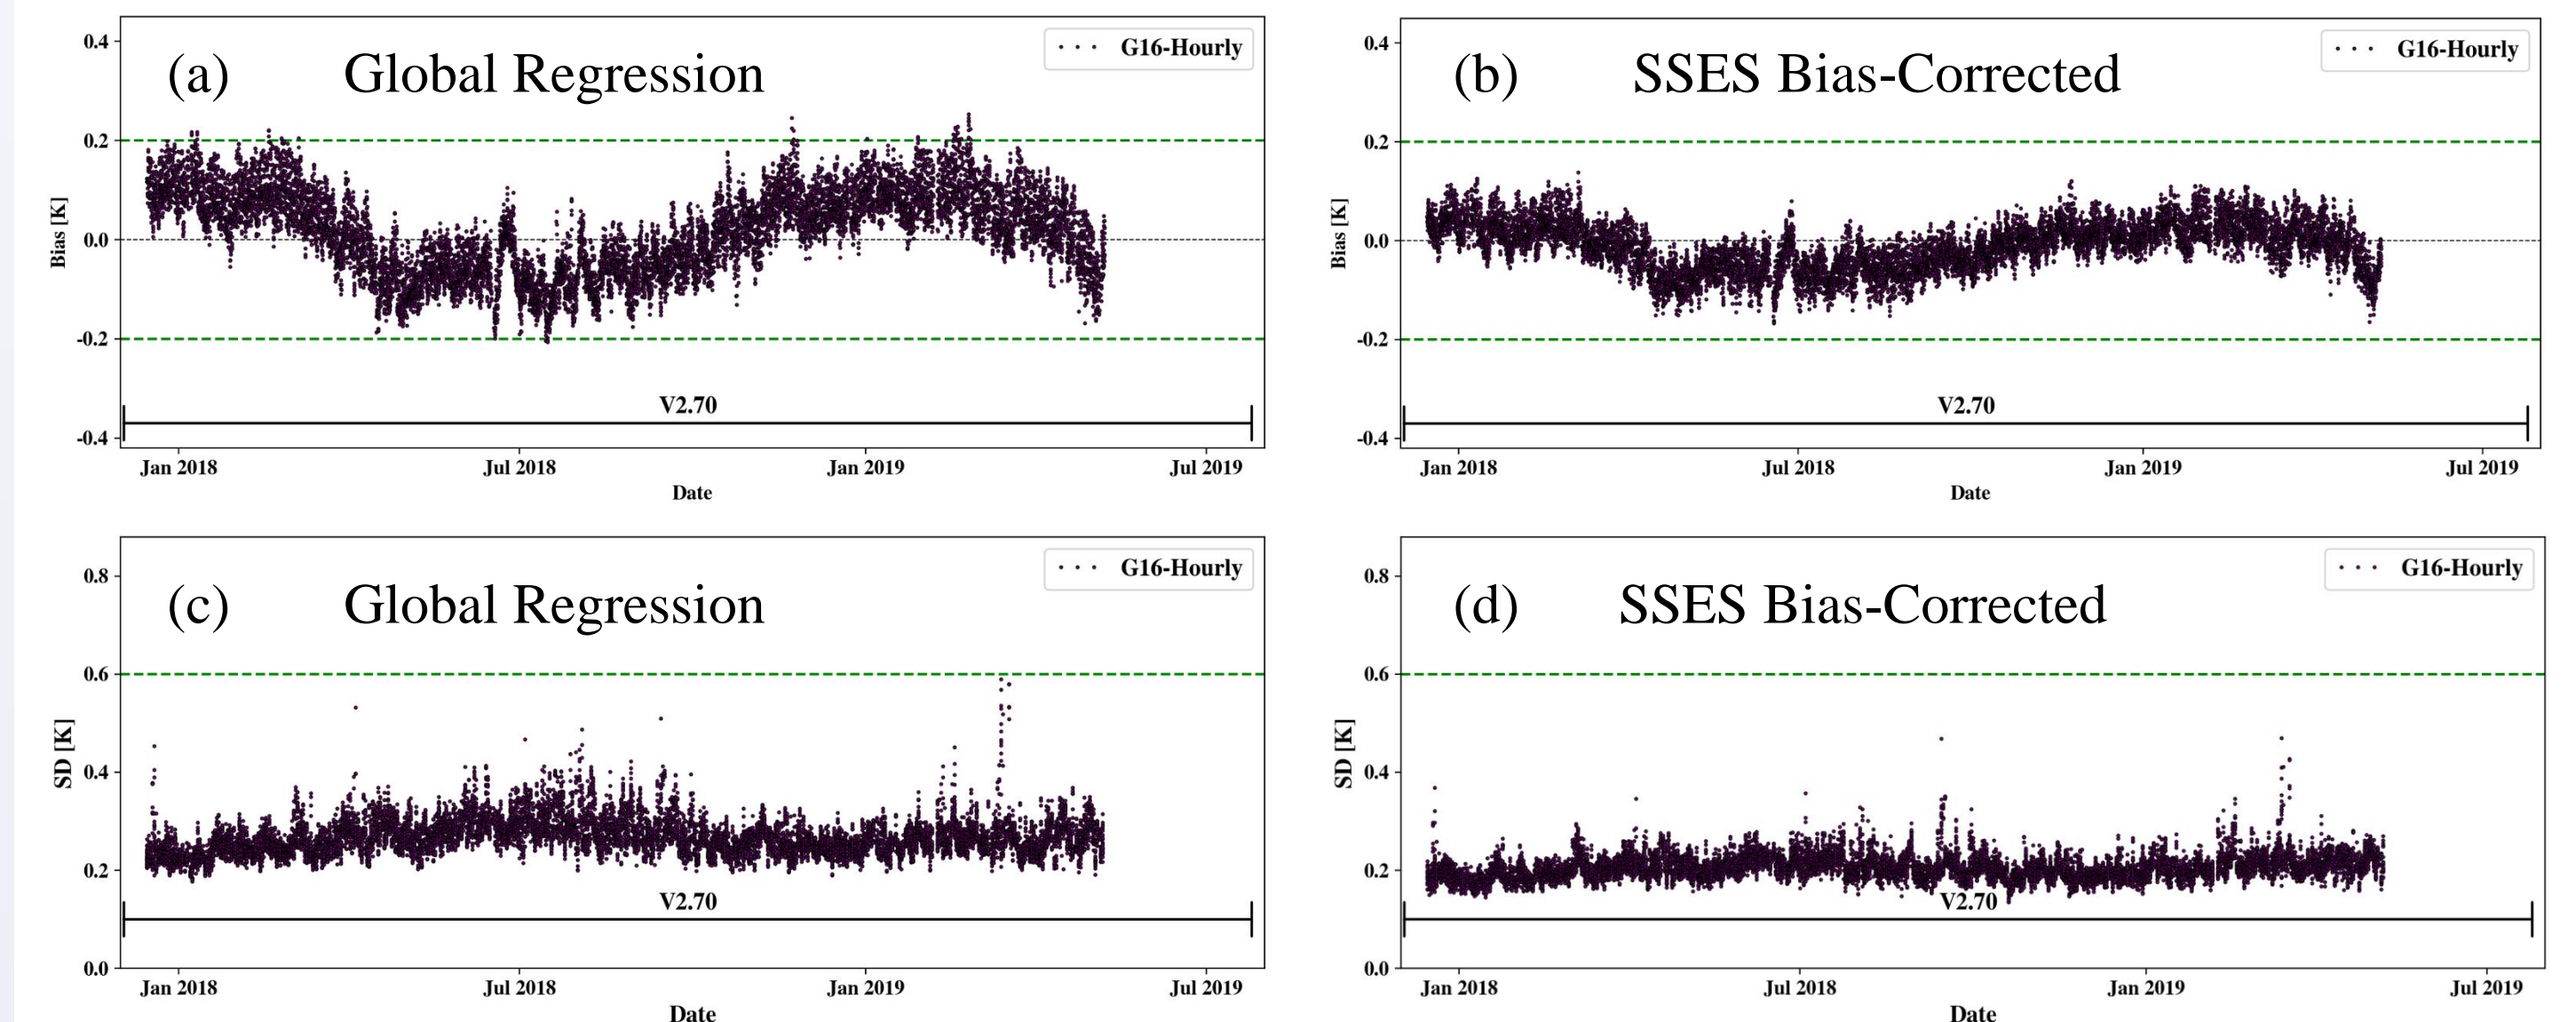 (a) Global Regression
G16-Hourly
0.4
0.2
0.0
-0.2
-0.4
Bias [K]
V2.70
Jan 2018 Jul 2018 Jan 2019 Jul 2019
Date
(b) SSES Bias-Corrected
G16-Hourly
0.4
0.2
0.0
-0.2
-0.4
Bias [K]
V2.70
Jan 2018 Jul 2018 Jan 2019 Jul 2019
Date
(c) Global Regression
G16-Hourly
0.8
0.6
0.4
0.2
0.0
SD [K]
V2.70
Jan 2018 Jul 2018 Jan 2019 Jul 2019
Date
(d) SSES Bias-Corrected
G16-Hourly
0.8
0.6
0.4
0.2
0.0
SD [K]
V2.70
Jan 2018 Jul 2018 Jan 2019 Jul 2019
Date